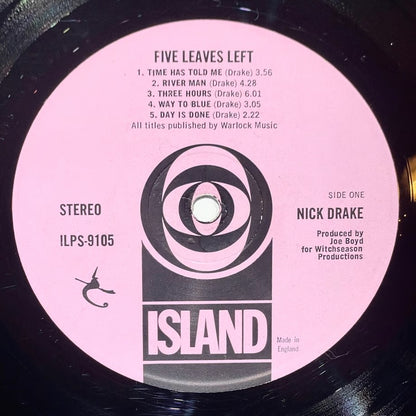 FIVE LEAVES LEFT
1. TIME HAS TOLD ME (Drake) 3.56
2. RIVER MAN (Drake) 4.28
3. THREE HOURS (Drake) 6.01
4. WAY TO BLUE (Drake) 3.05
5. DAY IS DONE (Drake) 2.22
All titles published by Warlock Music
SIDE ONE
STEREO
NICK DRAKE
ILPS-9105
Produced by
Joe Boyd
for Witchseason
Productions
ISLAND
Made in
England